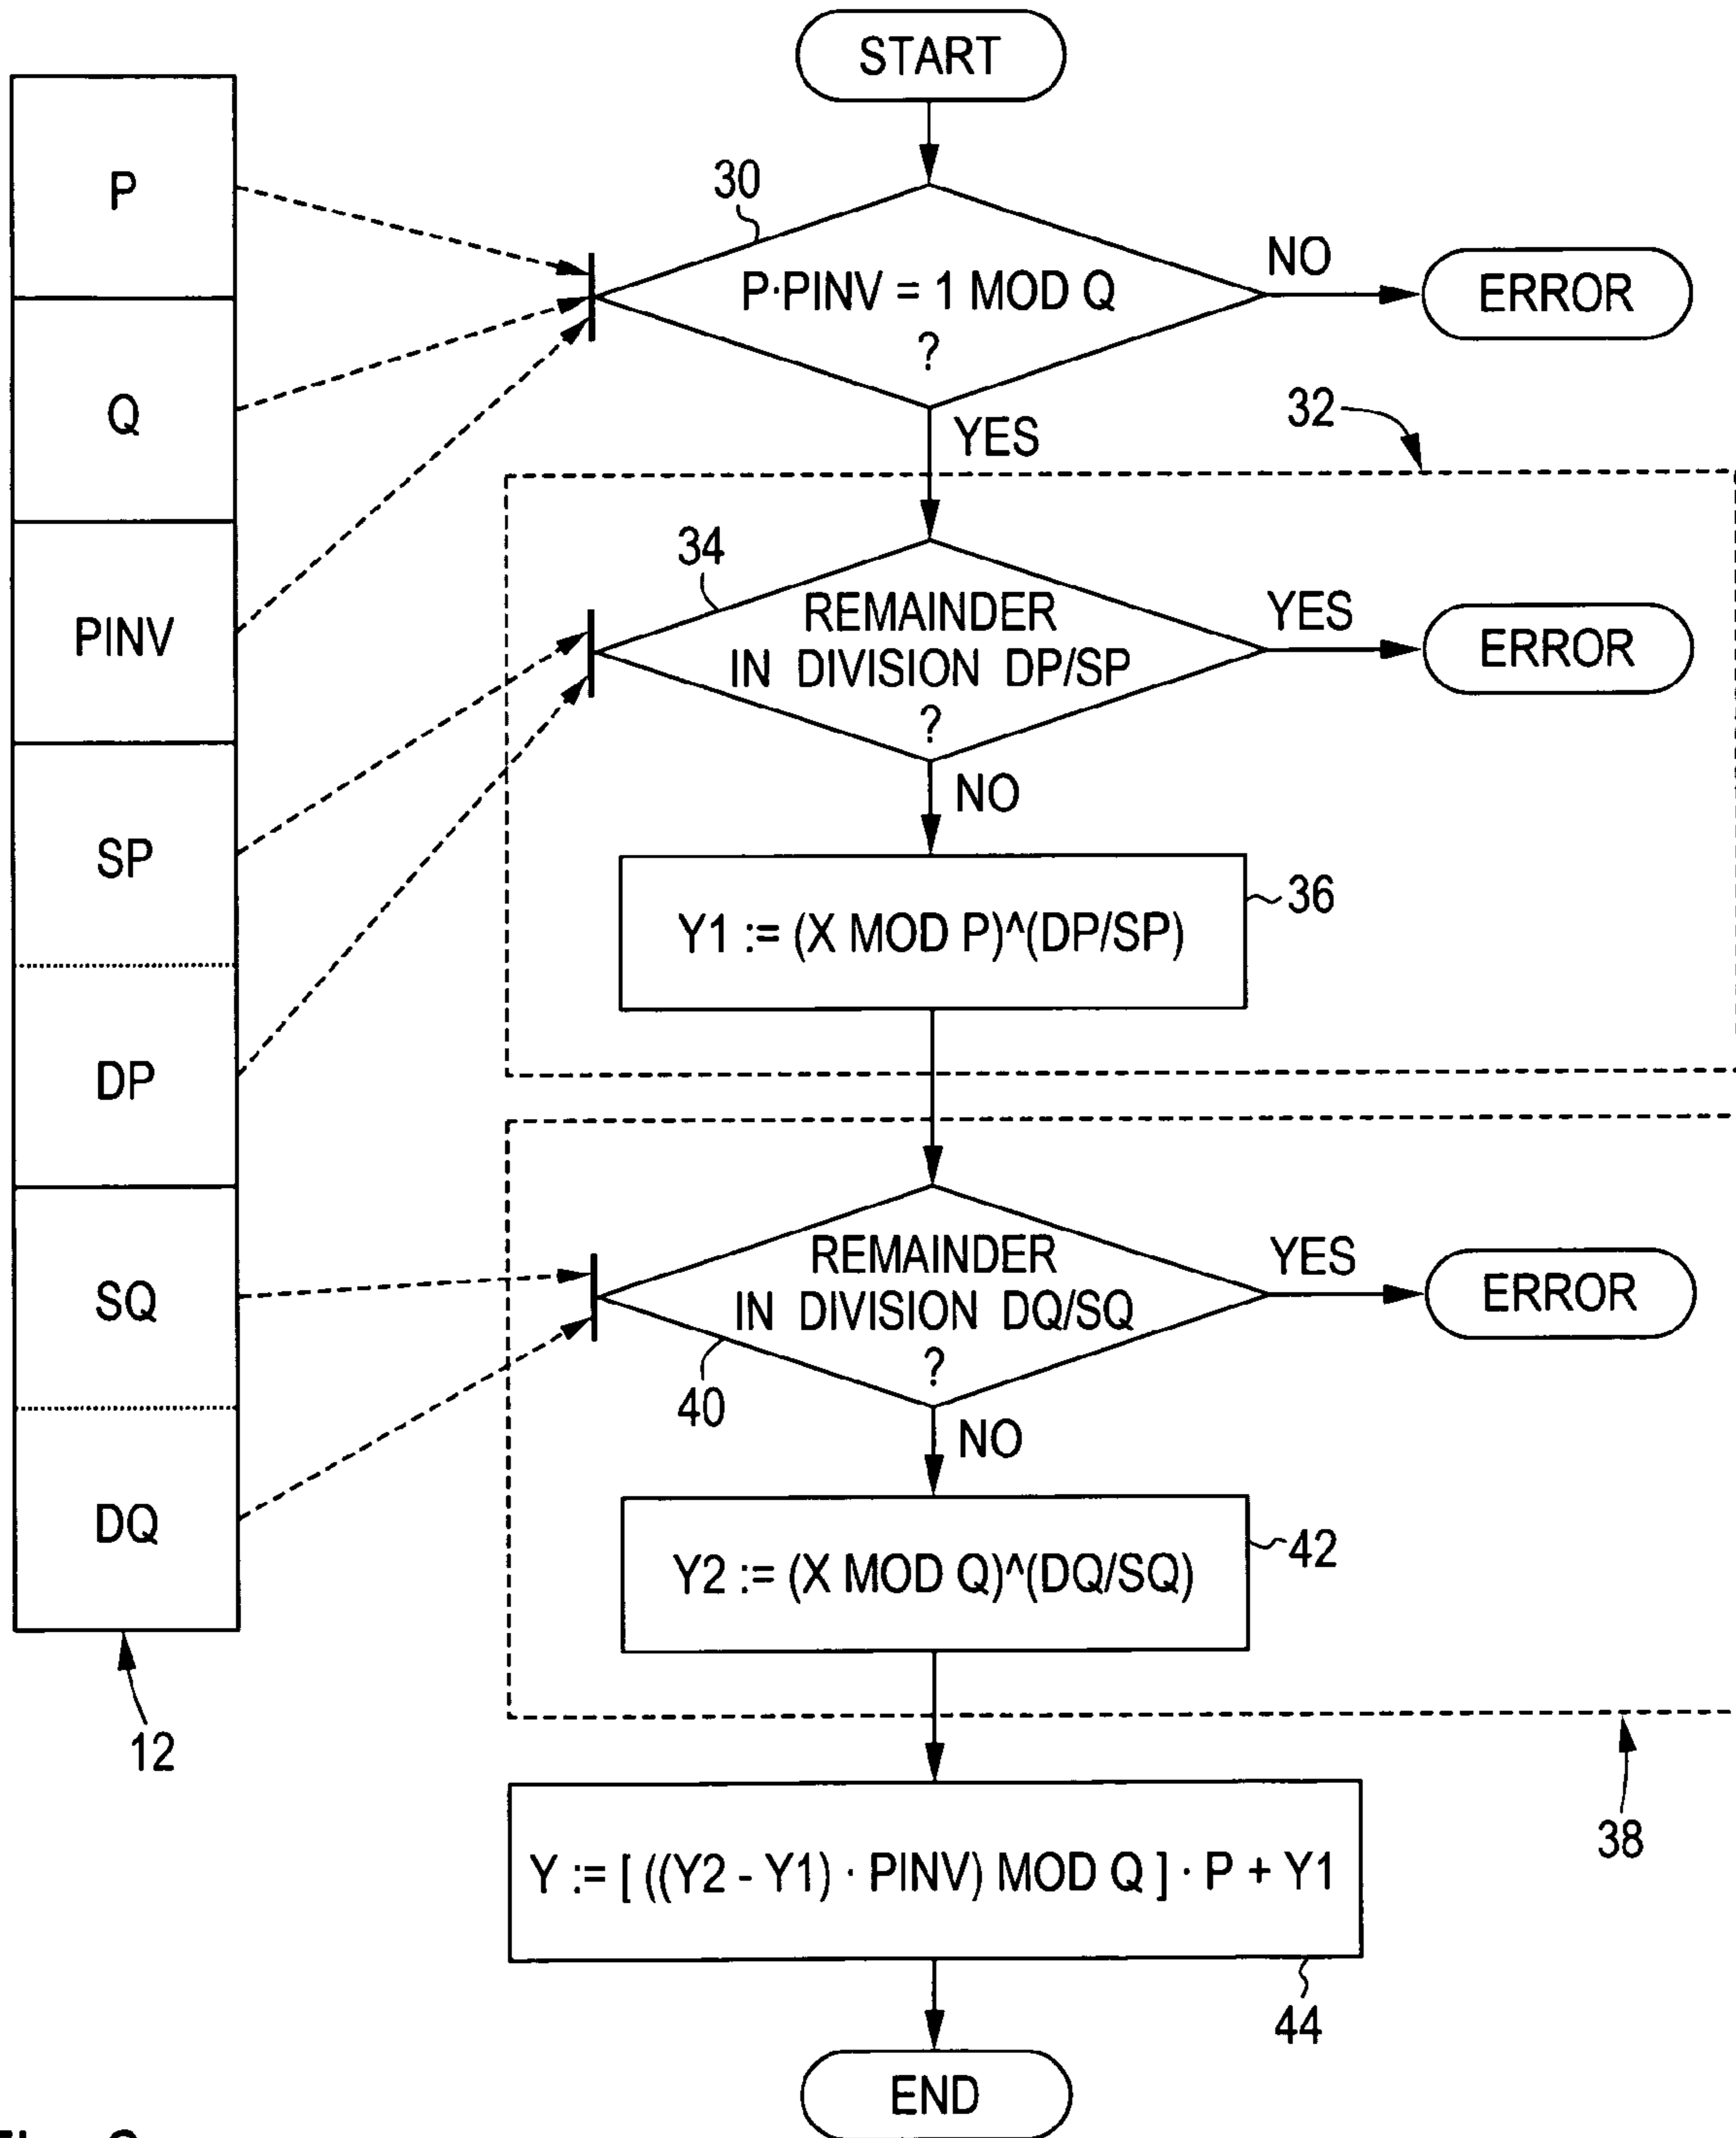 START
P
Q
PINV
SP
DP
SQ
DQ
12
30
P·PINV = 1 MOD Q
?
NO
ERROR
YES
32
34
REMAINDER
IN DIVISION DP/SP
?
YES
ERROR
NO
Y1 := (X MOD P)^(DP/SP)
36
REMAINDER
IN DIVISION DQ/SQ
?
YES
ERROR
40
NO
Y2 := (X MOD Q)^(DQ/SQ)
42
38
Y := [ ((Y2 - Y1) · PINV) MOD Q ] · P + Y1
44
END